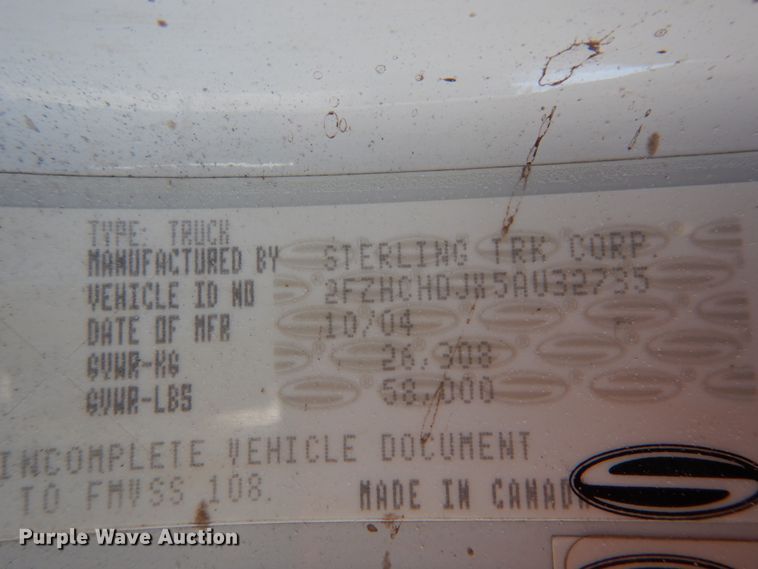 TYPE: TRUCK
MANUFACTURED BY STERLING TRK CORP.
VEHICLE ID NO 2FZHCHDJX5AU32735
DATE OF MFR 10/04
GVWR-KG 26,308
GVWR-LBS 58,000
INCOMPLETE VEHICLE DOCUMENT
TO FMVSS 108.
MADE IN CANADA
Purple Wave Auction